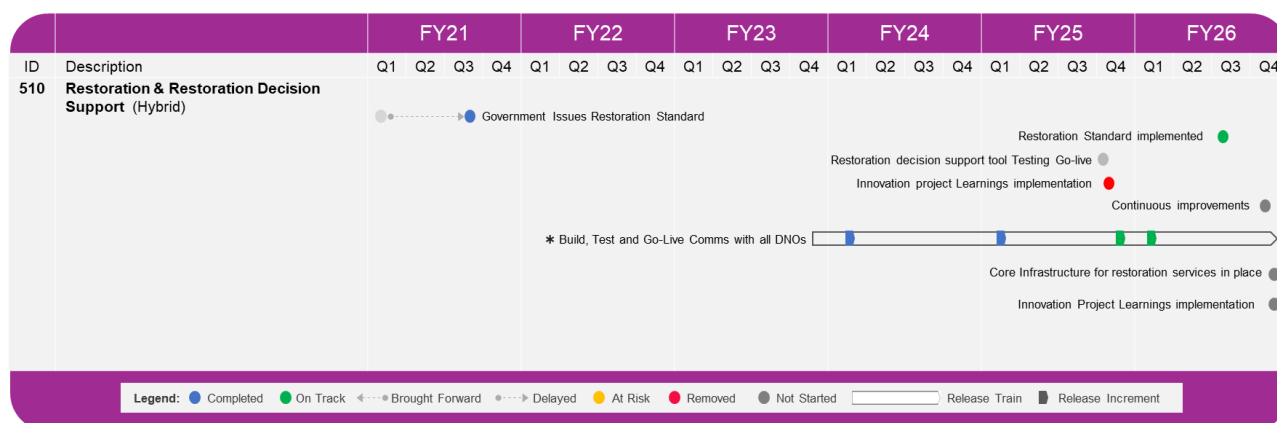 FY21 FY22 FY23 FY24 FY25 FY26
ID Description Q1 Q2 Q3 Q4 Q1 Q2 Q3 Q4 Q1 Q2 Q3 Q4 Q1 Q2 Q3 Q4 Q1 Q2 Q3 Q4 Q1 Q2 Q3 Q4
510 Restoration & Restoration Decision
Support (Hybrid)
Government Issues Restoration Standard
Restoration Standard implemented
Restoration decision support tool Testing Go-live
Innovation project Learnings implementation
Continuous improvements
* Build, Test and Go-Live Comms with all DNOs
Core Infrastructure for restoration services in place
Innovation Project Learnings implementation
Legend: Completed On Track Brought Forward Delayed At Risk Removed Not Started Release Train Release Increment